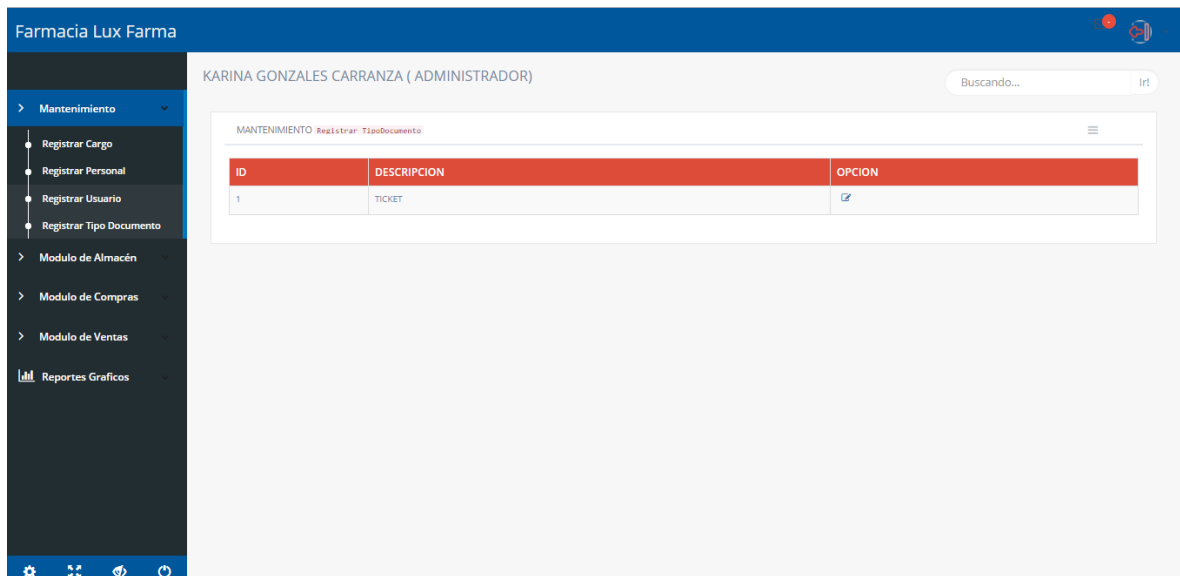 Farmacia Lux Farma
-
KARINA GONZALES CARRANZA ( ADMINISTRADOR)
Buscando...
Ir!
Mantenimiento
Registrar Cargo
Registrar Personal
Registrar Usuario
Registrar Tipo Documento
Modulo de Almacén
Modulo de Compras
Modulo de Ventas
Reportes Graficos
MANTENIMIENTO Registrar TipoDocumento
ID DESCRIPCION OPCION
1 TICKET